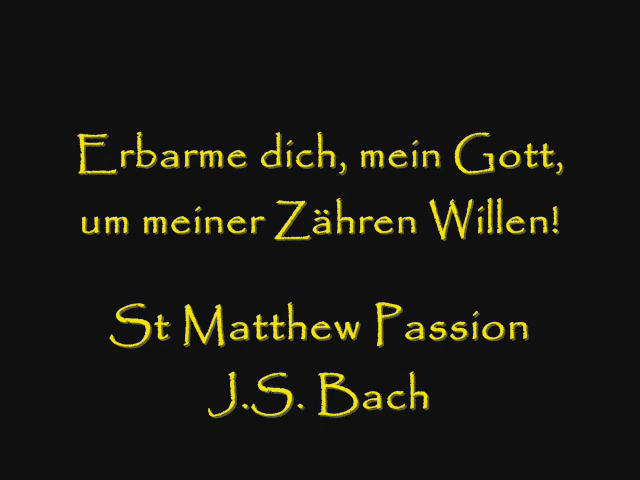 Erbarme dich, mein Gott,
um meiner Zähren Willen!
St Matthew Passion
J.S. Bach